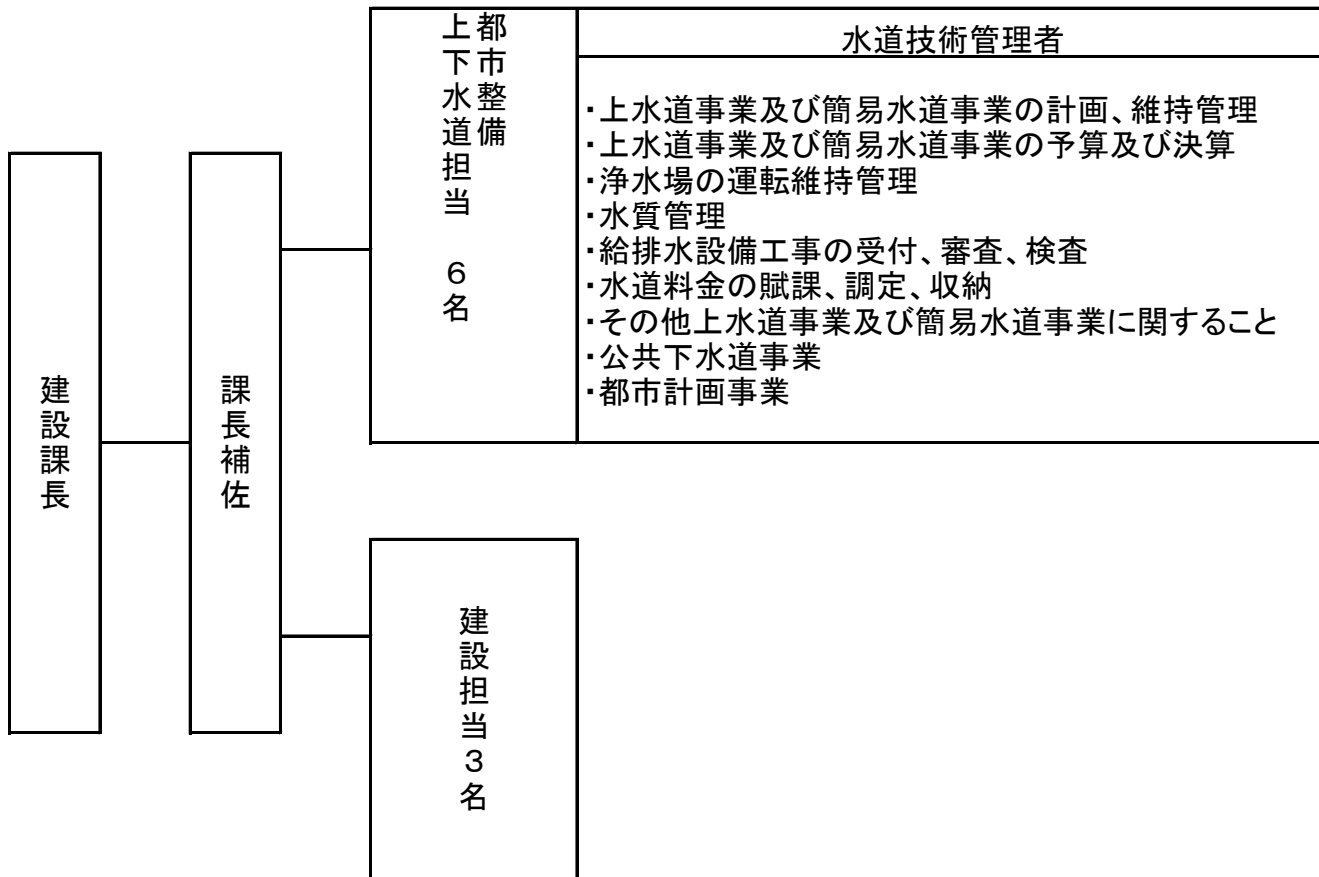 建設課長
課長補佐
都市整備
上下水道担当　６名
水道技術管理者
・上水道事業及び簡易水道事業の計画、維持管理
・上水道事業及び簡易水道事業の予算及び決算
・浄水場の運転維持管理
・水質管理
・給排水設備工事の受付、審査、検査
・水道料金の賦課、調定、収納
・その他上水道事業及び簡易水道事業に関すること
・公共下水道事業
・都市計画事業
建設担当３名